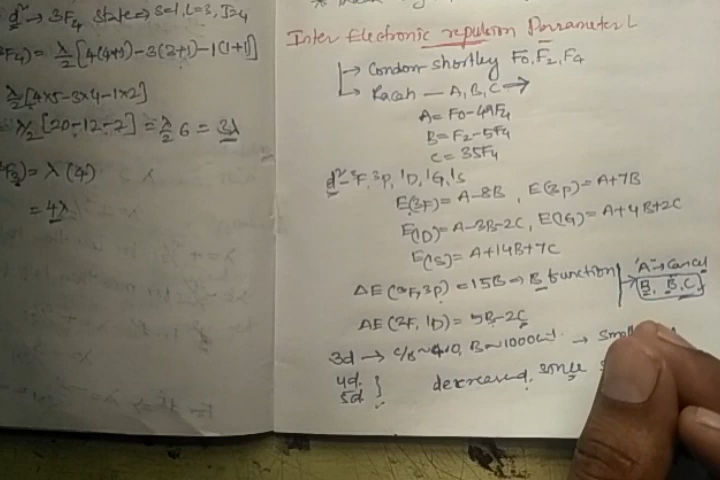 d² → 3F4 State ⇒ S=1, L=3, J=4
³F4) = λ/2 [4(4+1) - 3(3+1) - 1(1+1)]
λ/2 [4×5 - 3×4 - 1×2]
λ/2 [20 - 12 - 2] = λ/2 6 = 3λ
³F3) = λ (4)
= 4λ
Inter Electronic repulsion Parameter
→ Condon-shortley F0, F2, F4
→ Racah - A, B, C →
A = F0 - 49F4
B = F2 - 5F4
C = 35F4
d² - ³F, ³P, ¹D, ¹G, ¹S
E(3F) = A - 8B , E(3P) = A + 7B
E(1D) = A - 3B - 2C, E(1G) = A + 4B + 2C
E(1S) = A + 14B + 7C
ΔE (3F, 3P) = 15B ⇒ B function
"A" → Cancel
B, B, C
ΔE (3F, 1D) = 5B - 2C
3d → C/B ~ 4.0, B ~ 1000 cm-1. →
4d
5d } decreased, since